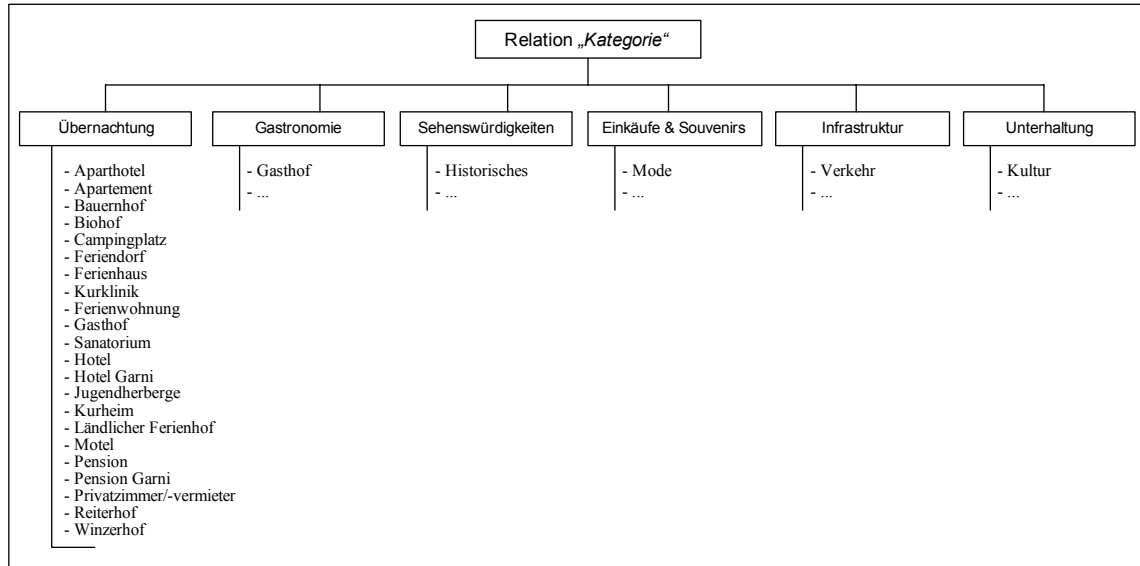 Relation „Kategorie“
Übernachtung
- Aparthotel
- Apartement
- Bauernhof
- Biohof
- Campingplatz
- Feriendorf
- Ferienhaus
- Kurklinik
- Ferienwohnung
- Gasthof
- Sanatorium
- Hotel
- Hotel Garni
- Jugendherberge
- Kurheim
- Ländlicher Ferienhof
- Motel
- Pension
- Pension Garni
- Privatzimmer/-vermieter
- Reiterhof
- Winzerhof
Gastronomie
- Gasthof
- ...
Sehenswürdigkeiten
- Historisches
- ...
Einkäufe & Souvenirs
- Mode
- ...
Infrastruktur
- Verkehr
- ...
Unterhaltung
- Kultur
- ...